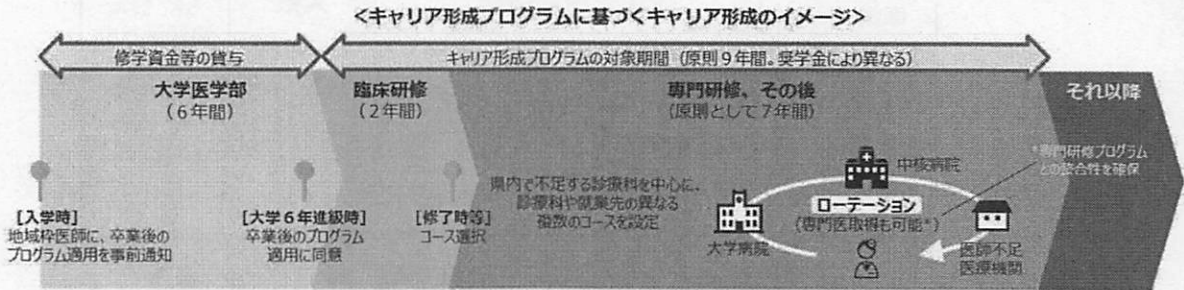 <キャリア形成プログラムに基づくキャリア形成のイメージ>
修学資金等の貸与
キャリア形成プログラムの対象期間（原則９年間。奨学金により異なる）
大学医学部
（６年間）
臨床研修
（２年間）
専門研修、その後
（原則として７年間）
それ以降
[入学時]
地域枠医師に、卒業後の
プログラム適用を事前通知
[大学６年進級時]
卒業後のプログラム
適用に同意
[修了時等]
コース選択
県内で不足する診療科を中心に、
診療科や就業先の異なる
複数のコースを設定
大学病院
中核病院
ローテーション
（専門医取得も可能*）
医師不足
医療機関
*専門研修プログラム
との整合性を確保